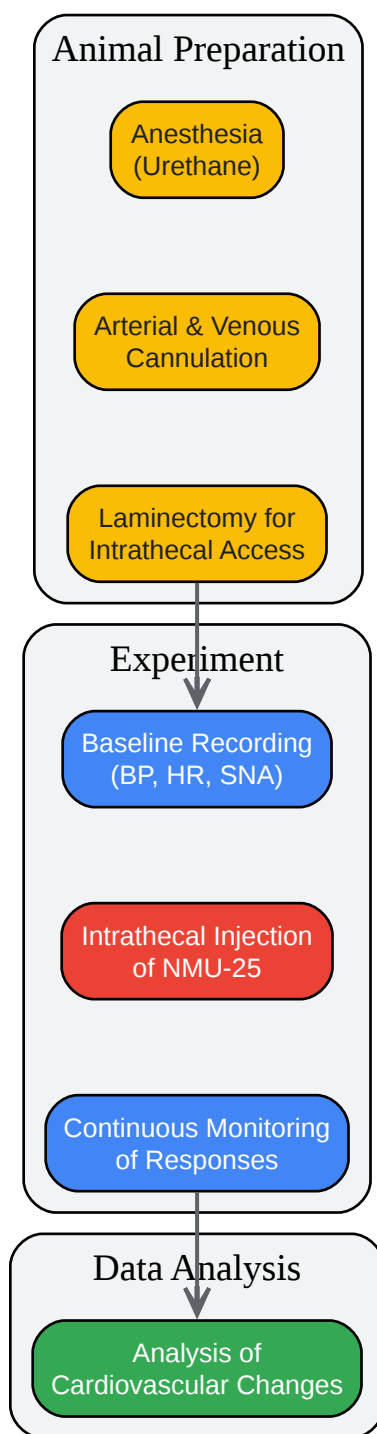 Animal Preparation
Anesthesia
(Urethane)
Arterial & Venous
Cannulation
Laminectomy for
Intrathecal Access
Experiment
Baseline Recording
(BP, HR, SNA)
Intrathecal Injection
of NMU-25
Continuous Monitoring
of Responses
Data Analysis
Analysis of
Cardiovascular Changes